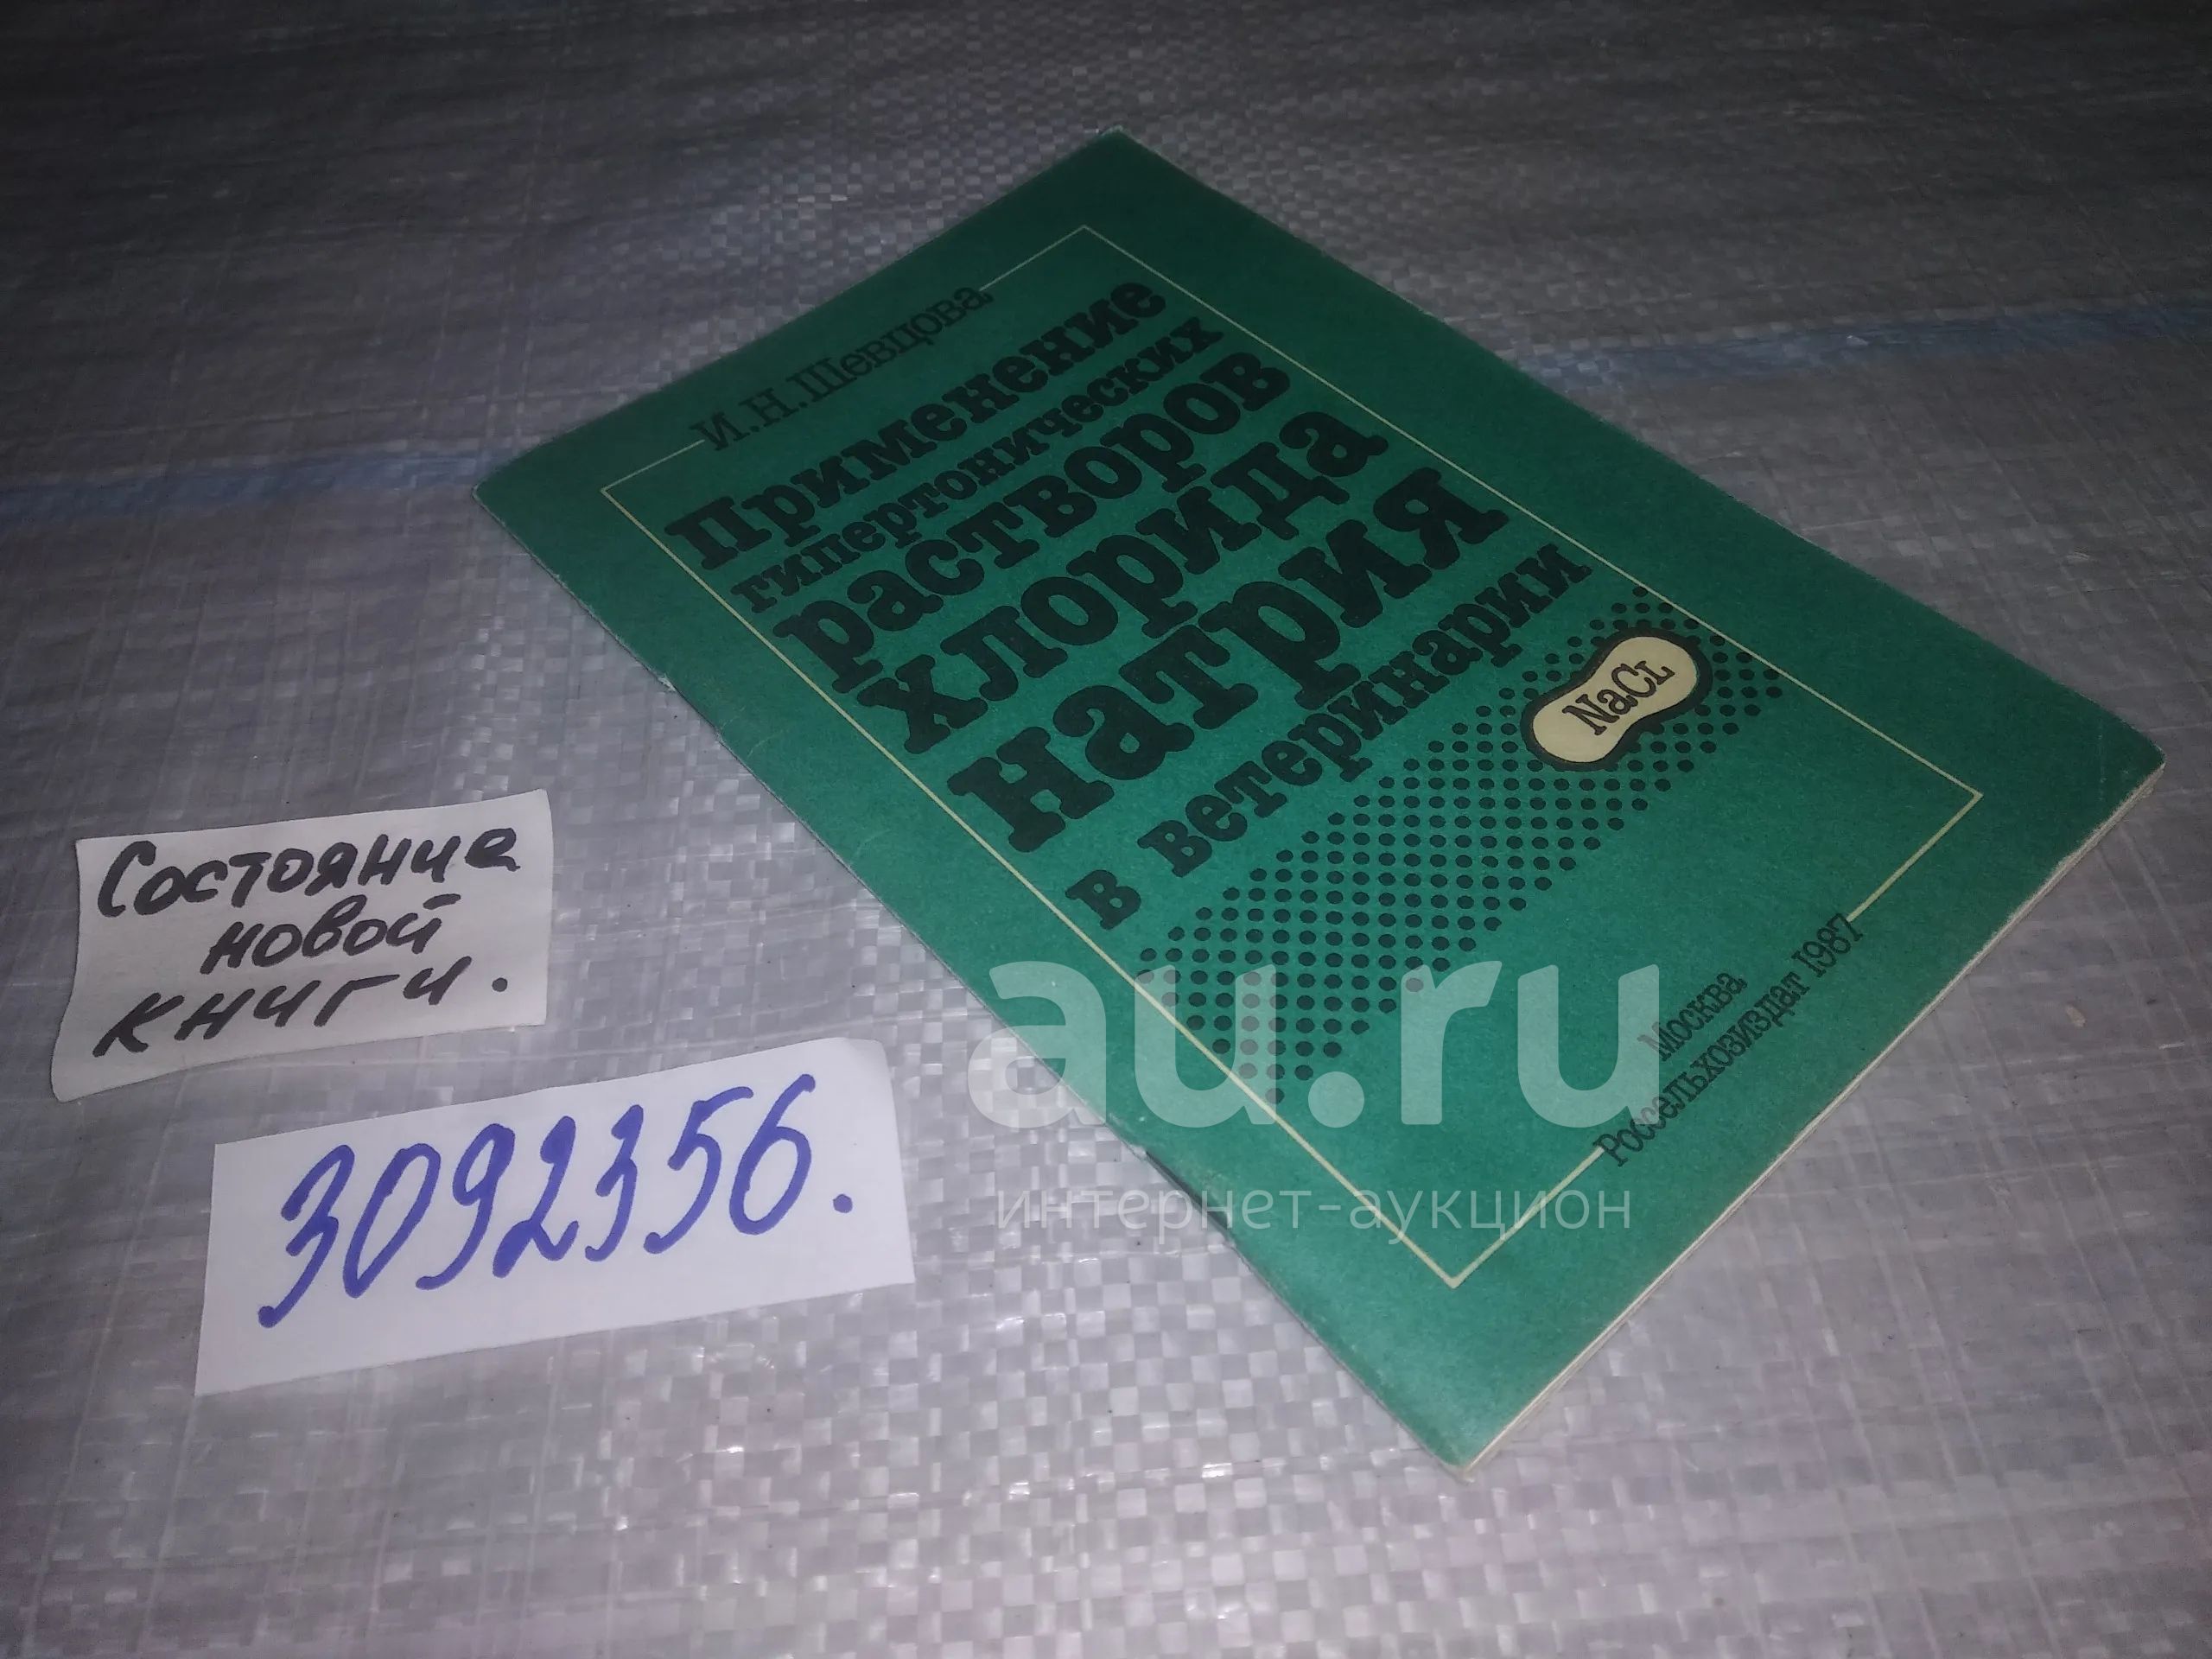 И.Н.Шевцова
Применение
гипертонических
растворов
хлорида
натрия
в ветеринарии
NaCL
Москва
Россельхозиздат 1987
Состояние
новой
книги.
3092356.
au.ru
интернет-аукцион